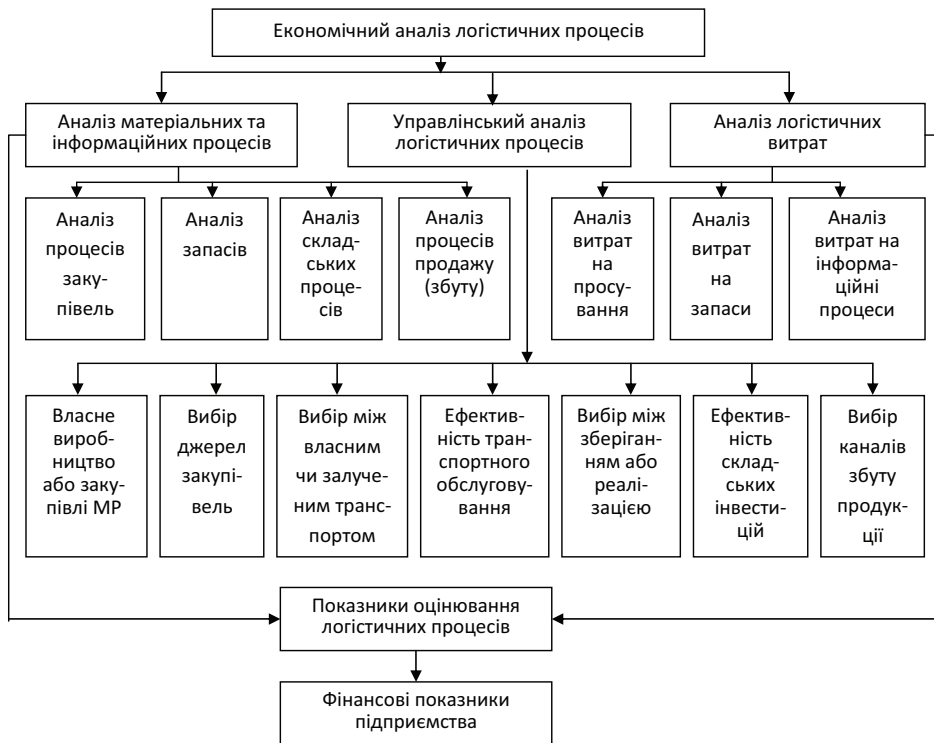 Економічний аналіз логістичних процесів
Аналіз матеріальних та
інформаційних процесів
Управлінський аналіз
логістичних процесів
Аналіз логістичних
витрат
Аналіз
процесів
заку-
півель
Аналіз
запасів
Аналіз
склад-
ських
проце-
сів
Аналіз
процесів
продажу
(збуту)
Аналіз
витрат
на
просу-
вання
Аналіз
витрат
на
запаси
Аналіз
витрат на
інформа-
ційні
процеси
Власне
вироб-
ництво
або заку-
півлі МР
Вибір
джерел
закупі-
вель
Вибір між
власним
чи залуче-
ним транс-
портом
Ефектив-
ність тран-
спортного
обслугову-
вання
Вибір між
зберіган-
ням або
реалі-
зацією
Ефектив-
ність
склад-
ських
інвести-
цій
Вибір
каналів
збуту
продук-
ції
Показники оцінювання
логістичних процесів
Фінансові показники
підприємства